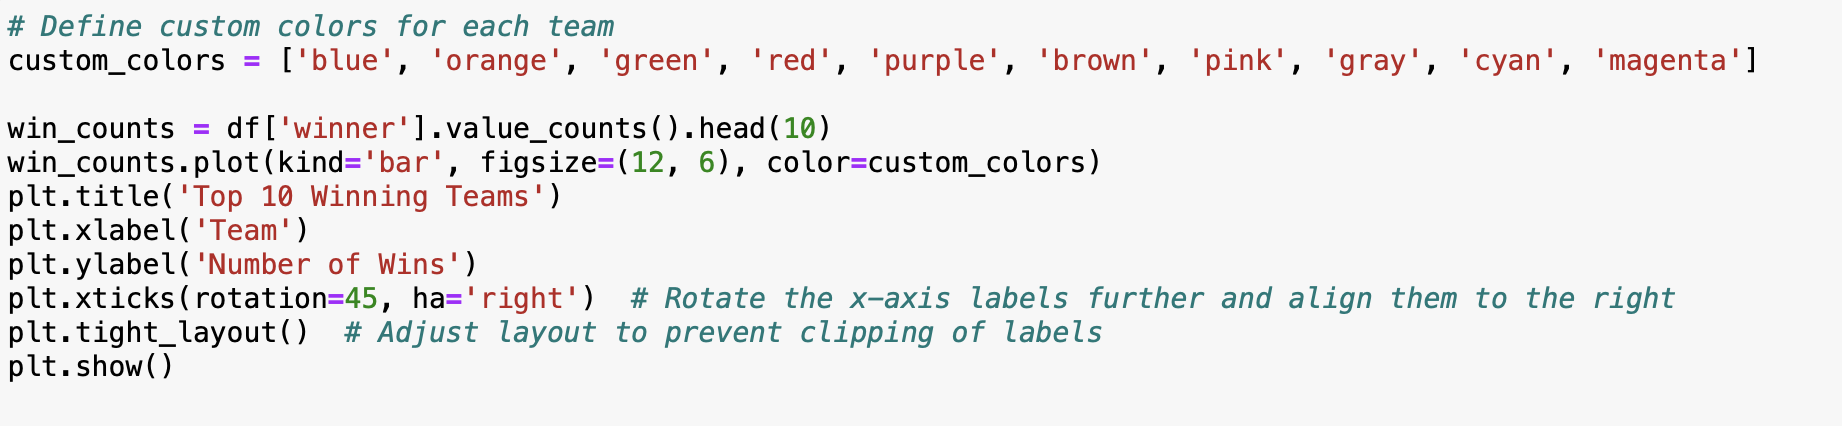 # Define custom colors for each team
custom_colors = ['blue', 'orange', 'green', 'red', 'purple', 'brown', 'pink', 'gray', 'cyan', 'magenta']

win_counts = df['winner'].value_counts().head(10)
win_counts.plot(kind='bar', figsize=(12, 6), color=custom_colors)
plt.title('Top 10 Winning Teams')
plt.xlabel('Team')
plt.ylabel('Number of Wins')
plt.xticks(rotation=45, ha='right')  # Rotate the x-axis labels further and align them to the right
plt.tight_layout()  # Adjust layout to prevent clipping of labels
plt.show()